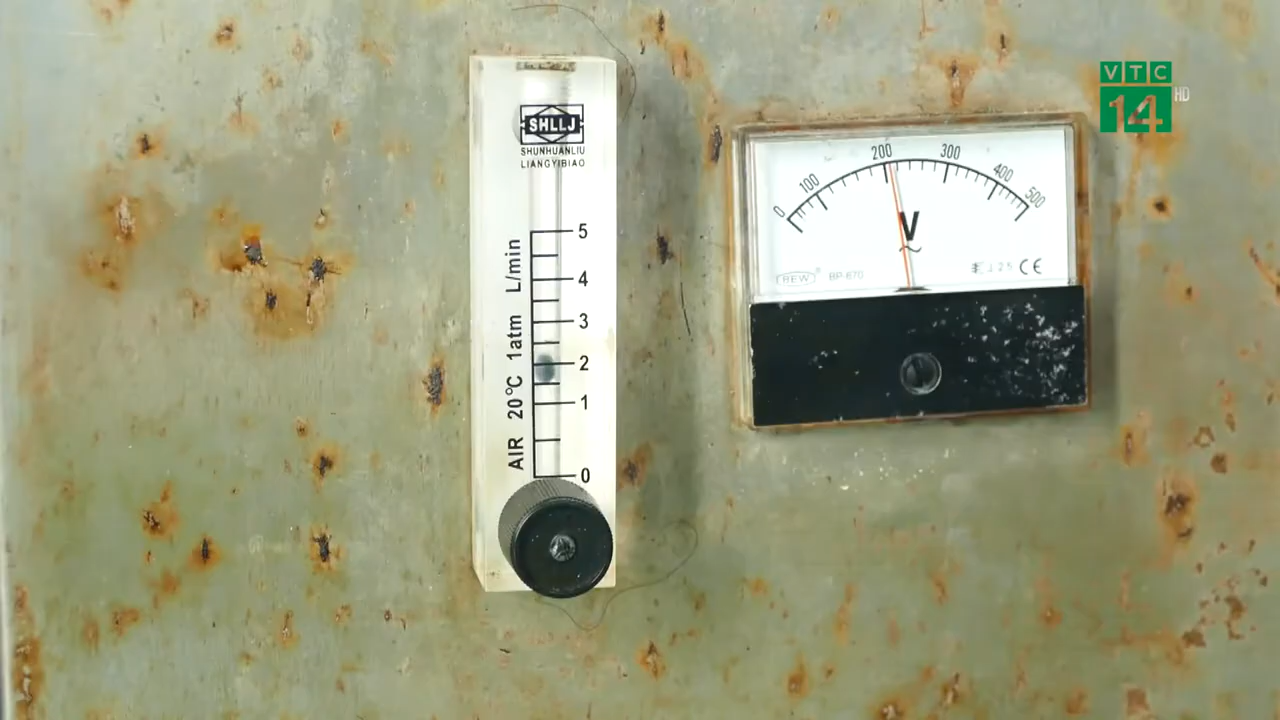 SHLLJ
SHUNHUANLIU
LIANGYIBIAO
AIR 20°C 1atm L/min
5
4
3
2
1
0
0 100 200 300 400 500
V
~
BEW®
BP-670
CE
VTC
14
HD